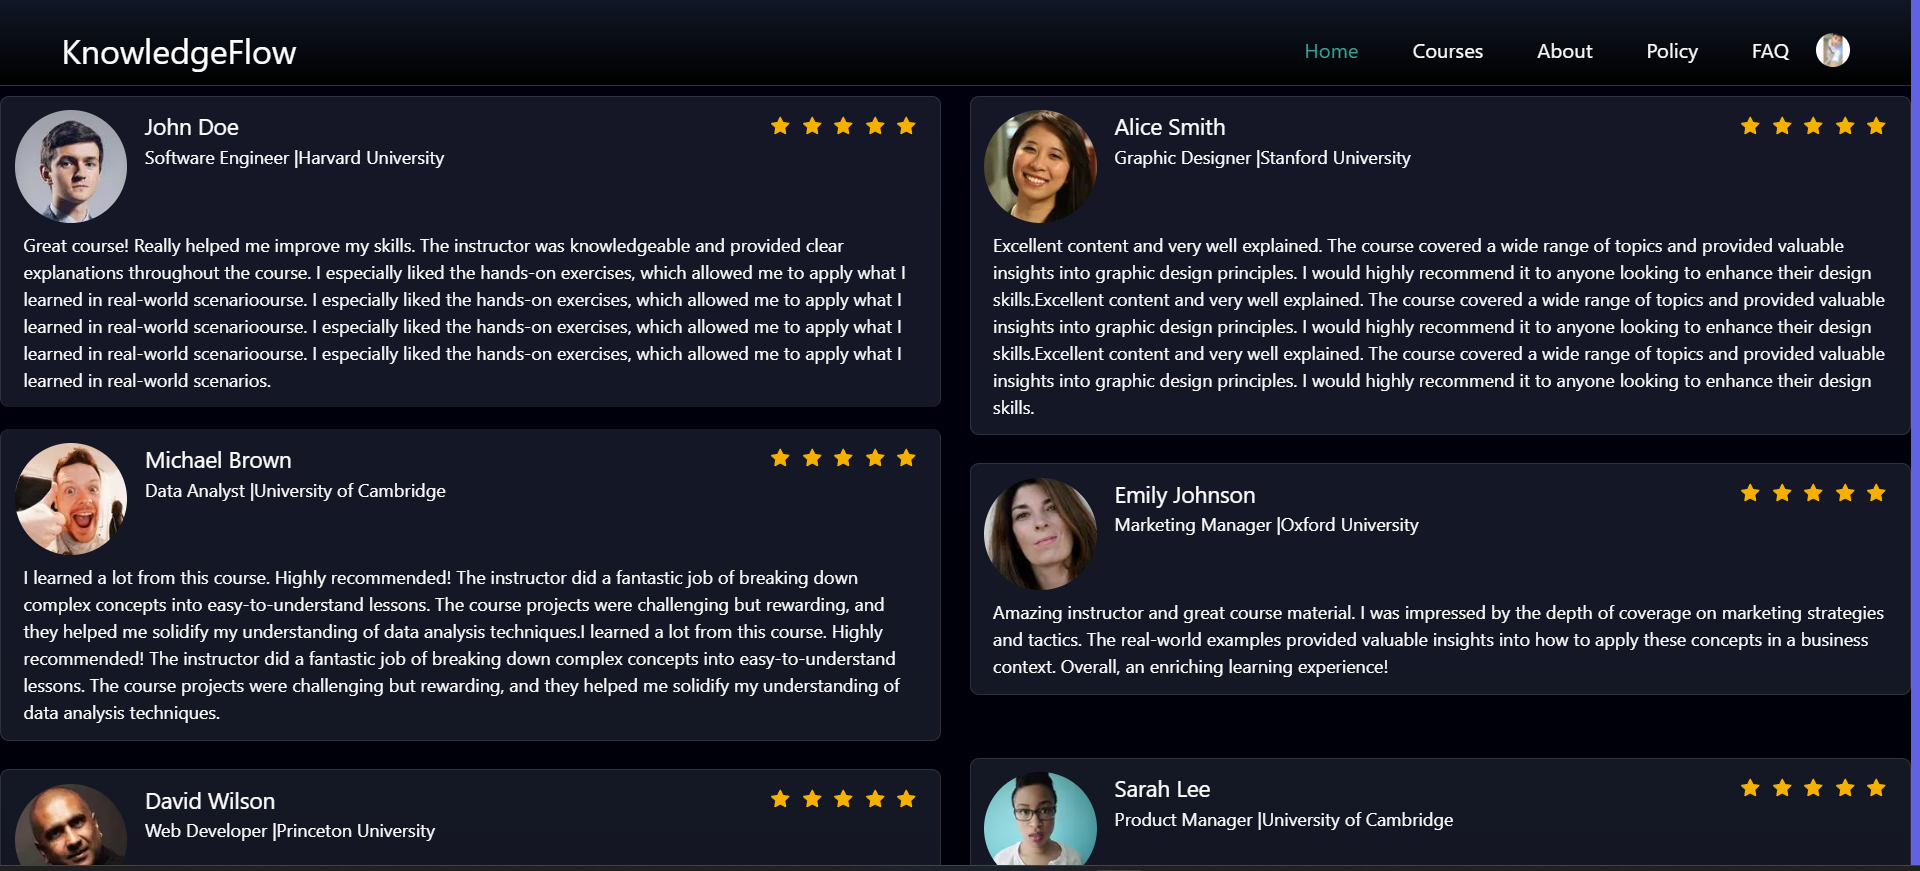 KnowledgeFlow
Home
Courses
About
Policy
FAQ
John Doe
Software Engineer |Harvard University
Great course! Really helped me improve my skills. The instructor was knowledgeable and provided clear
explanations throughout the course. I especially liked the hands-on exercises, which allowed me to apply what I
learned in real-world scenarioourse. I especially liked the hands-on exercises, which allowed me to apply what I
learned in real-world scenarioourse. I especially liked the hands-on exercises, which allowed me to apply what I
learned in real-world scenarioourse. I especially liked the hands-on exercises, which allowed me to apply what I
learned in real-world scenarios.
Alice Smith
Graphic Designer |Stanford University
Excellent content and very well explained. The course covered a wide range of topics and provided valuable
insights into graphic design principles. I would highly recommend it to anyone looking to enhance their design
skills.Excellent content and very well explained. The course covered a wide range of topics and provided valuable
insights into graphic design principles. I would highly recommend it to anyone looking to enhance their design
skills.Excellent content and very well explained. The course covered a wide range of topics and provided valuable
insights into graphic design principles. I would highly recommend it to anyone looking to enhance their design
skills.
Michael Brown
Data Analyst |University of Cambridge
I learned a lot from this course. Highly recommended! The instructor did a fantastic job of breaking down
complex concepts into easy-to-understand lessons. The course projects were challenging but rewarding, and
they helped me solidify my understanding of data analysis techniques.I learned a lot from this course. Highly
recommended! The instructor did a fantastic job of breaking down complex concepts into easy-to-understand
lessons. The course projects were challenging but rewarding, and they helped me solidify my understanding of
data analysis techniques.
Emily Johnson
Marketing Manager |Oxford University
Amazing instructor and great course material. I was impressed by the depth of coverage on marketing strategies
and tactics. The real-world examples provided valuable insights into how to apply these concepts in a business
context. Overall, an enriching learning experience!
David Wilson
Web Developer |Princeton University
Sarah Lee
Product Manager |University of Cambridge